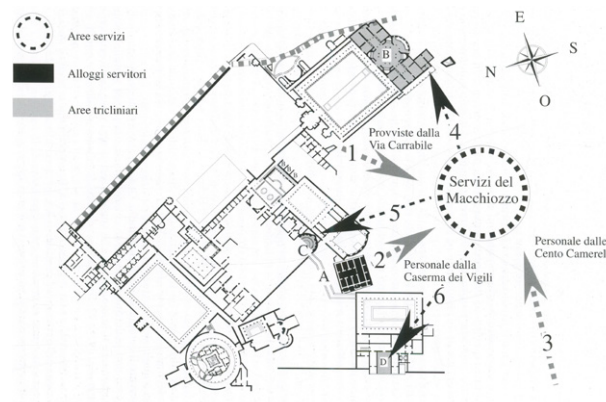 Aree servizi
Alloggi servitori
Aree tricliniari
B
E
S
N
O
Provviste dalla
Via Carrabile
1
4
Servizi del
Macchiozzo
5
C
2
A
Personale dalla
Caserma dei Vigili
Personale dalle
Cento Camerel
6
D
3